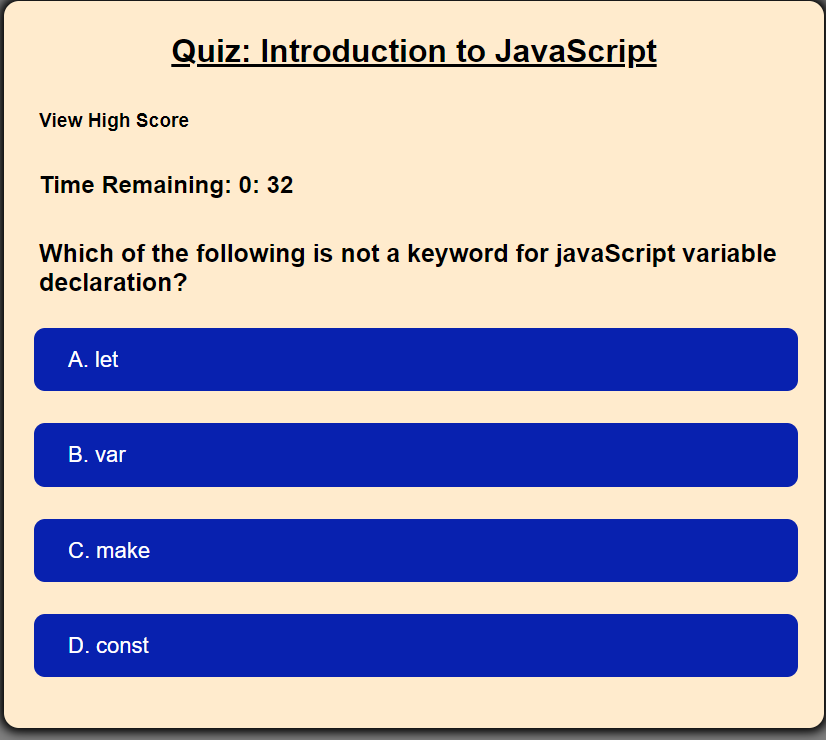 Quiz: Introduction to JavaScript
View High Score
Time Remaining: 0: 32
Which of the following is not a keyword for javaScript variable
declaration?
A. let
B. var
C. make
D. const